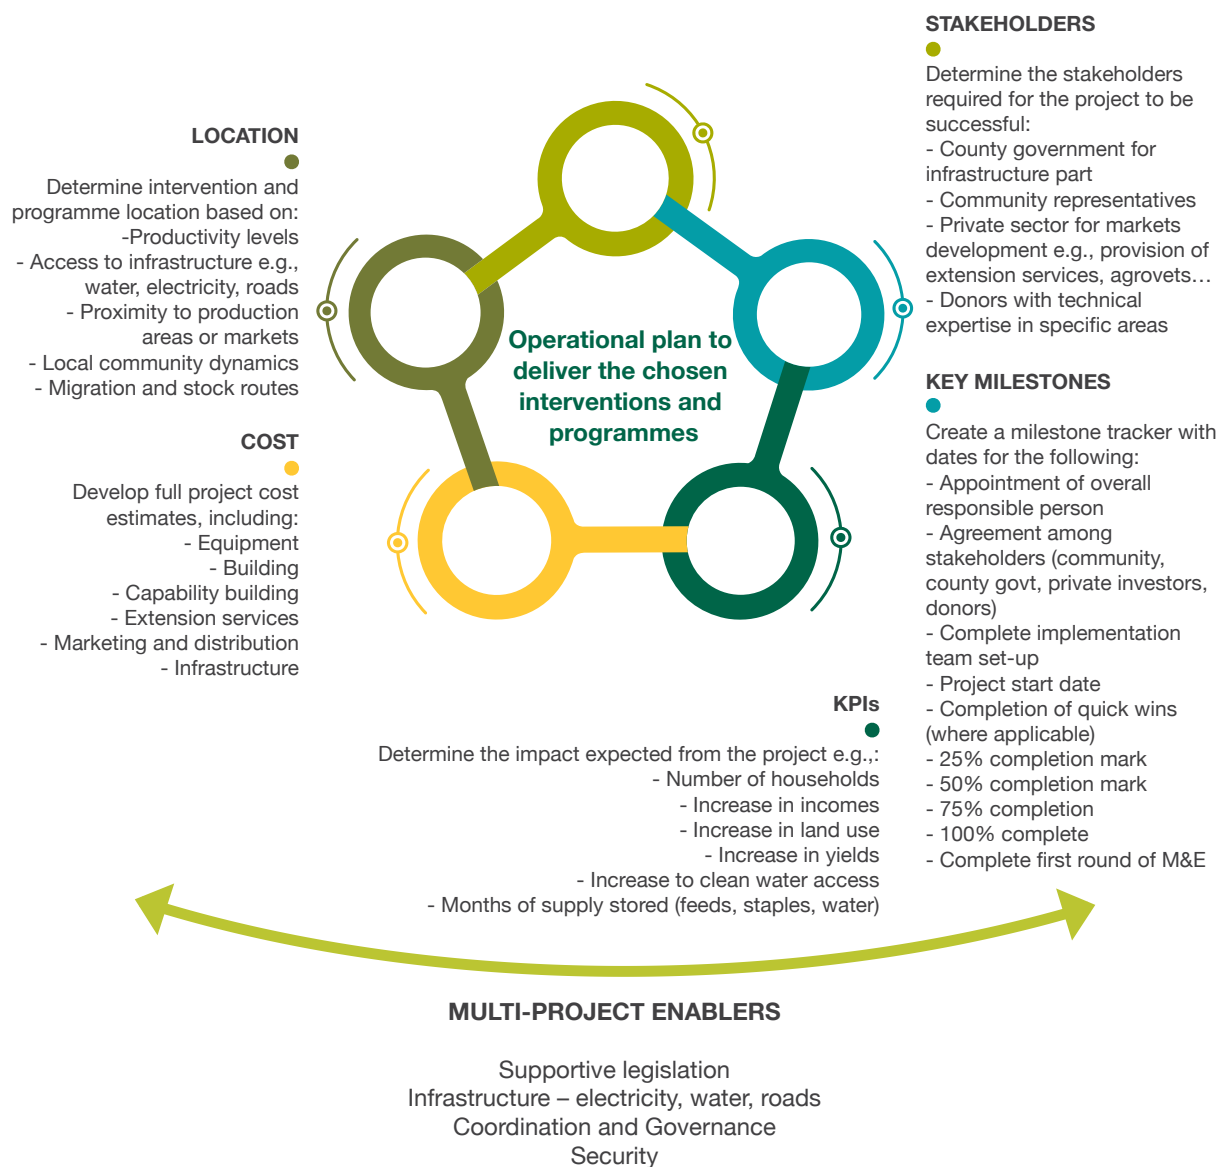 LOCATION
Determine intervention and
programme location based on:
-Productivity levels
- Access to infrastructure e.g.,
water, electricity, roads
- Proximity to production
areas or markets
- Local community dynamics
- Migration and stock routes
COST
Develop full project cost
estimates, including:
- Equipment
- Building
- Capability building
- Extension services
- Marketing and distribution
- Infrastructure
Operational plan to
deliver the chosen
interventions and
programmes
STAKEHOLDERS
Determine the stakeholders
required for the project to be
successful:
- County government for
infrastructure part
- Community representatives
- Private sector for markets
development e.g., provision of
extension services, agrovets…
- Donors with technical
expertise in specific areas
KEY MILESTONES
Create a milestone tracker with
dates for the following:
- Appointment of overall
responsible person
- Agreement among
stakeholders (community,
county govt, private investors,
donors)
- Complete implementation
team set-up
- Project start date
- Completion of quick wins
(where applicable)
- 25% completion mark
- 50% completion mark
- 75% completion
- 100% complete
- Complete first round of M&E
KPIs
Determine the impact expected from the project e.g.,:
- Number of households
- Increase in incomes
- Increase in land use
- Increase in yields
- Increase to clean water access
- Months of supply stored (feeds, staples, water)
MULTI-PROJECT ENABLERS
Supportive legislation
Infrastructure – electricity, water, roads
Coordination and Governance
Security